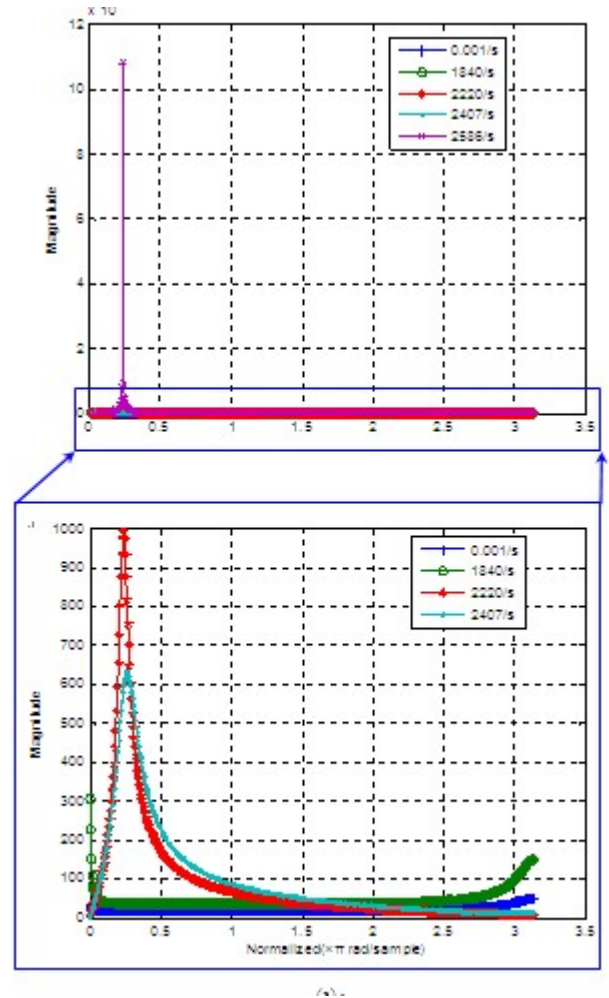 x 10
12
10
8
6
4
2
0
Magnitude
0.001/s
1840/s
2220/s
2407/s
2586/s
0 0.5 1 1.5 2 2.5 3 3.5
1000
900
800
700
600
500
400
300
200
100
0
Magnitude
0.001/s
1840/s
2220/s
2407/s
0 0.5 1 1.5 2 2.5 3 3.5
Normalized(×π rad/sample)